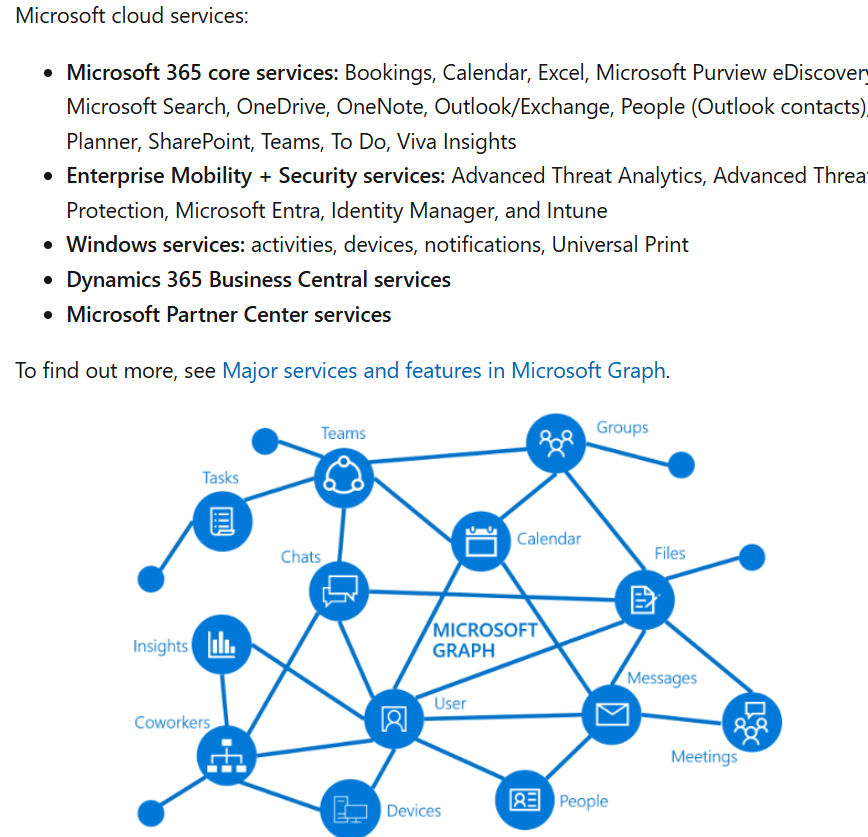 Microsoft cloud services:
Microsoft 365 core services: Bookings, Calendar, Excel, Microsoft Purview eDiscovery
Microsoft Search, OneDrive, OneNote, Outlook/Exchange, People (Outlook contacts),
Planner, SharePoint, Teams, To Do, Viva Insights
Enterprise Mobility + Security services: Advanced Threat Analytics, Advanced Threa
Protection, Microsoft Entra, Identity Manager, and Intune
Windows services: activities, devices, notifications, Universal Print
Dynamics 365 Business Central services
Microsoft Partner Center services
To find out more, see Major services and features in Microsoft Graph.
Teams
Groups
Tasks
Calendar
Chats
Files
MICROSOFT
GRAPH
Insights
Messages
User
Coworkers
Meetings
People
Devices